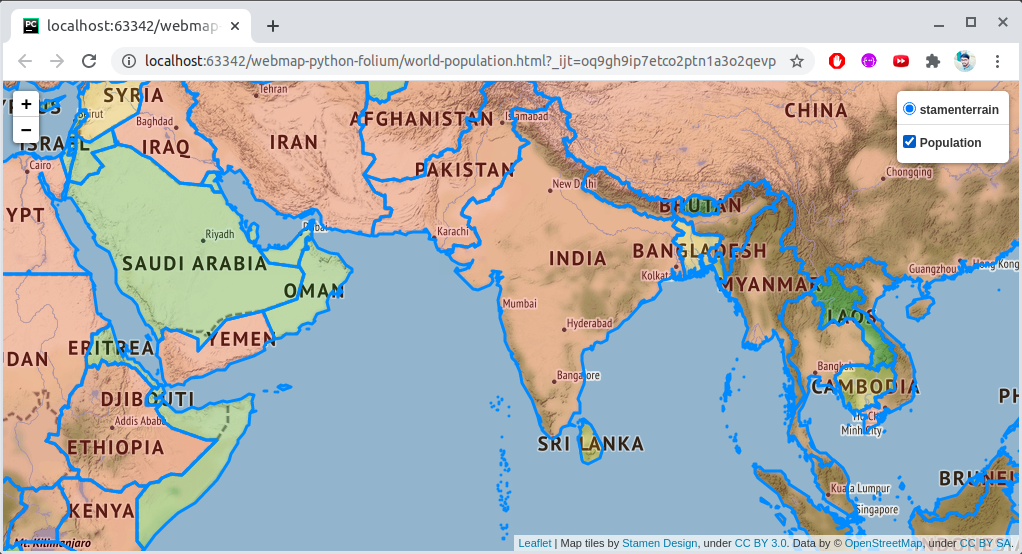 PC localhost:63342/webmap
localhost:63342/webmap-python-folium/world-population.html?_ijt=oq9gh9ip7etco2ptn1a3o2qevp
+
−
stamenterrain
Population
SYRIA
Beirut
Baghdad
IRAQ
ISRAEL
Cairo
Tehran
IRAN
AFGHANISTAN
Islamabad
PAKISTAN
CHINA
Chongqing
New Delhi
YPT
Riyadh
SAUDI ARABIA
Dubai
OMAN
Karachi
INDIA
BHUTAN
BANGLADESH
Kolkata
MYANMAR
Guangzhou
Hong Kong
Mumbai
Hyderabad
LAOS
DAN
ERITREA
YEMEN
Bangalore
Bangkok
CAMBODIA
Ho Chi
Minh City
DJIBOUTI
Addis Ababa
ETHIOPIA
SRI LANKA
PH
KENYA
Mt. Kilimanjaro
Kuala Lumpur
Singapore
BRUNEI
Leaflet | Map tiles by Stamen Design, under CC BY 3.0. Data by © OpenStreetMap, under CC BY SA.